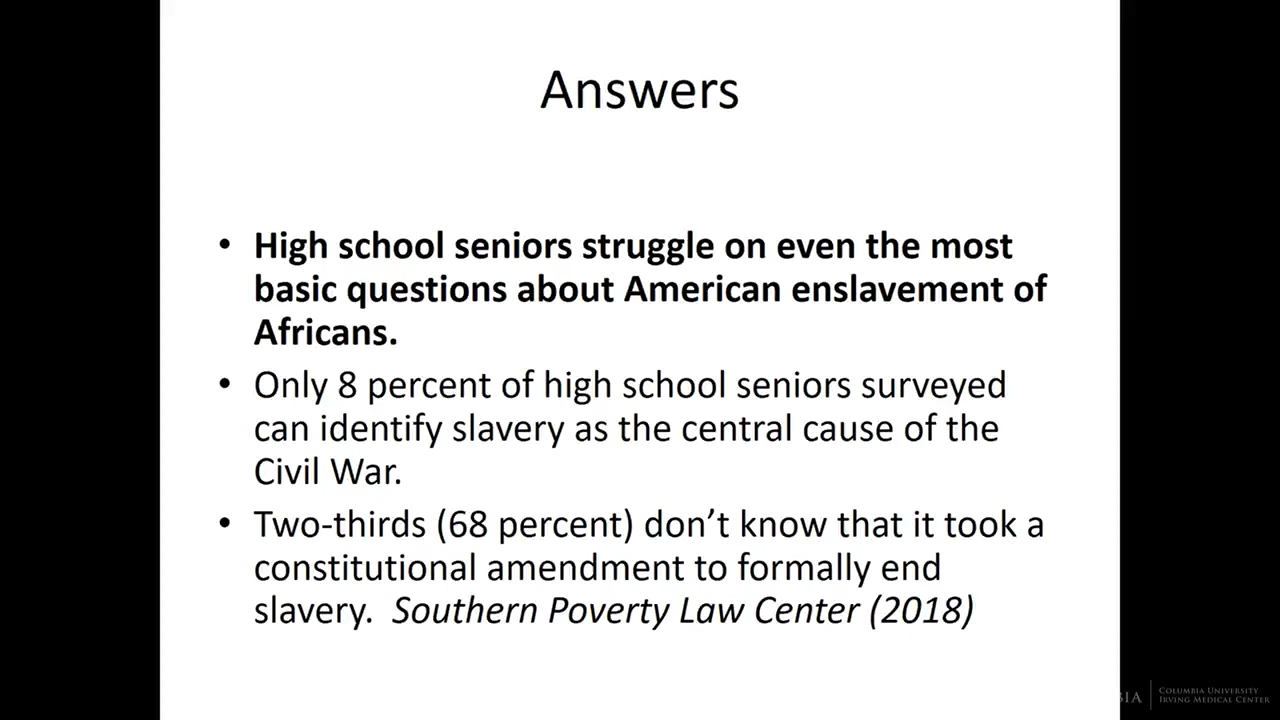 Answers
• High school seniors struggle on even the most
basic questions about American enslavement of
Africans.
• Only 8 percent of high school seniors surveyed
can identify slavery as the central cause of the
Civil War.
• Two-thirds (68 percent) don’t know that it took a
constitutional amendment to formally end
slavery. Southern Poverty Law Center (2018)
BIA
COLUMBIA UNIVERSITY
IRVING MEDICAL CENTER